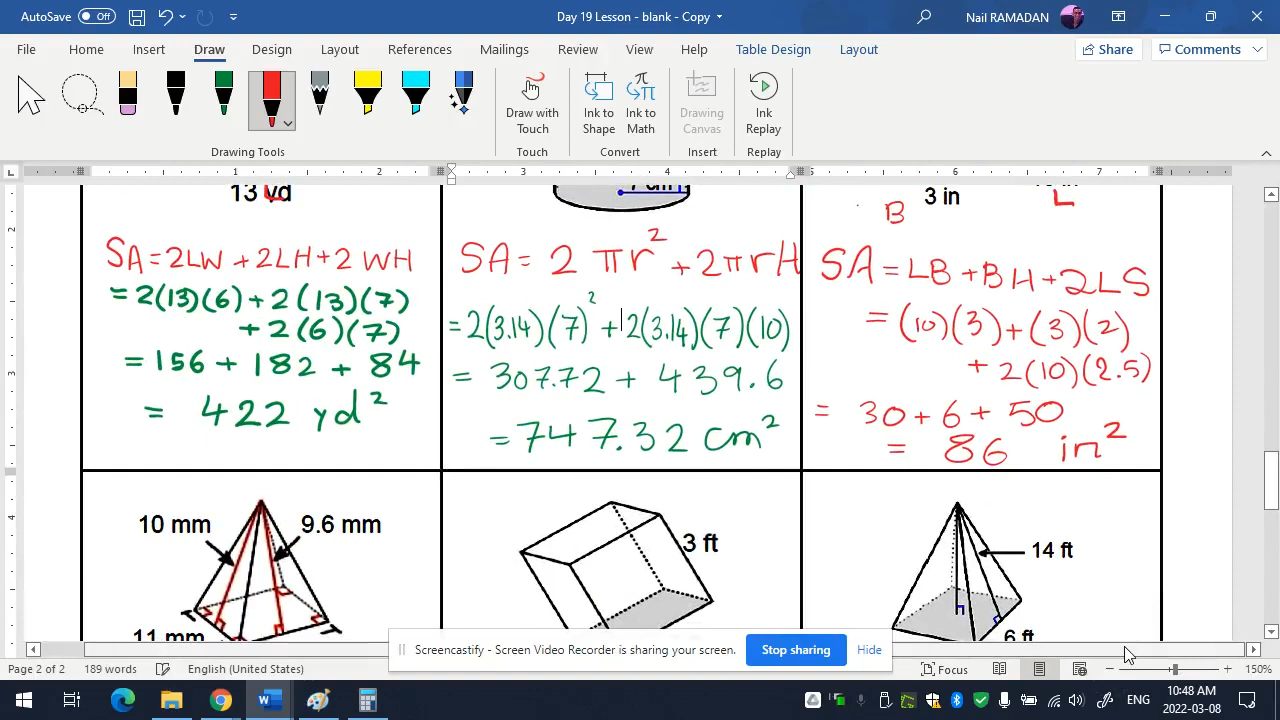 AutoSave Off Day 19 Lesson - blank - Copy Nail RAMADAN
File Home Insert Draw Design Layout References Mailings Review View Help Table Design Layout Share Comments
Draw with Touch
Ink to Shape
Ink to Math
Drawing Canvas
Ink Replay
Drawing Tools Touch Convert Insert Replay
1 2 3 4 5 6 7
13 yd
L
B
3 in
L
SA = 2LW + 2LH + 2 WH
= 2(13)(6) + 2(13)(7)
+ 2(6)(7)
= 156 + 182 + 84
= 422 yd²
SA = 2 πr² + 2πrH
= 2(3.14)(7)² + 2(3.14)(7)(10)
= 307.72 + 439.6
= 747.32 cm²
SA = LB + BH + 2LS
= (10)(3) + (3)(2)
+ 2(10)(2.5)
= 30 + 6 + 50
= 86 in²
10 mm 9.6 mm
11 mm
3 ft
14 ft
6 ft
Screencastify - Screen Video Recorder is sharing your screen. Stop sharing Hide
Page 2 of 2 189 words English (United States) Focus 150%
ENG 10:48 AM
2022-03-08